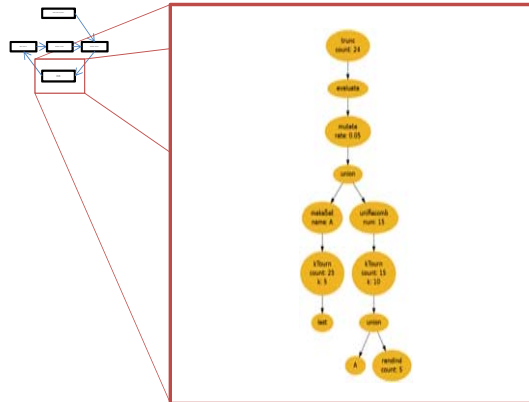 trunc
count: 24
evaluate
mutate
rate: 0.05
union
makeSet
name: A
uniRecomb
num: 15
kTourn
count: 25
k: 5
kTourn
count: 15
k: 10
last
union
A
randInd
count: 5